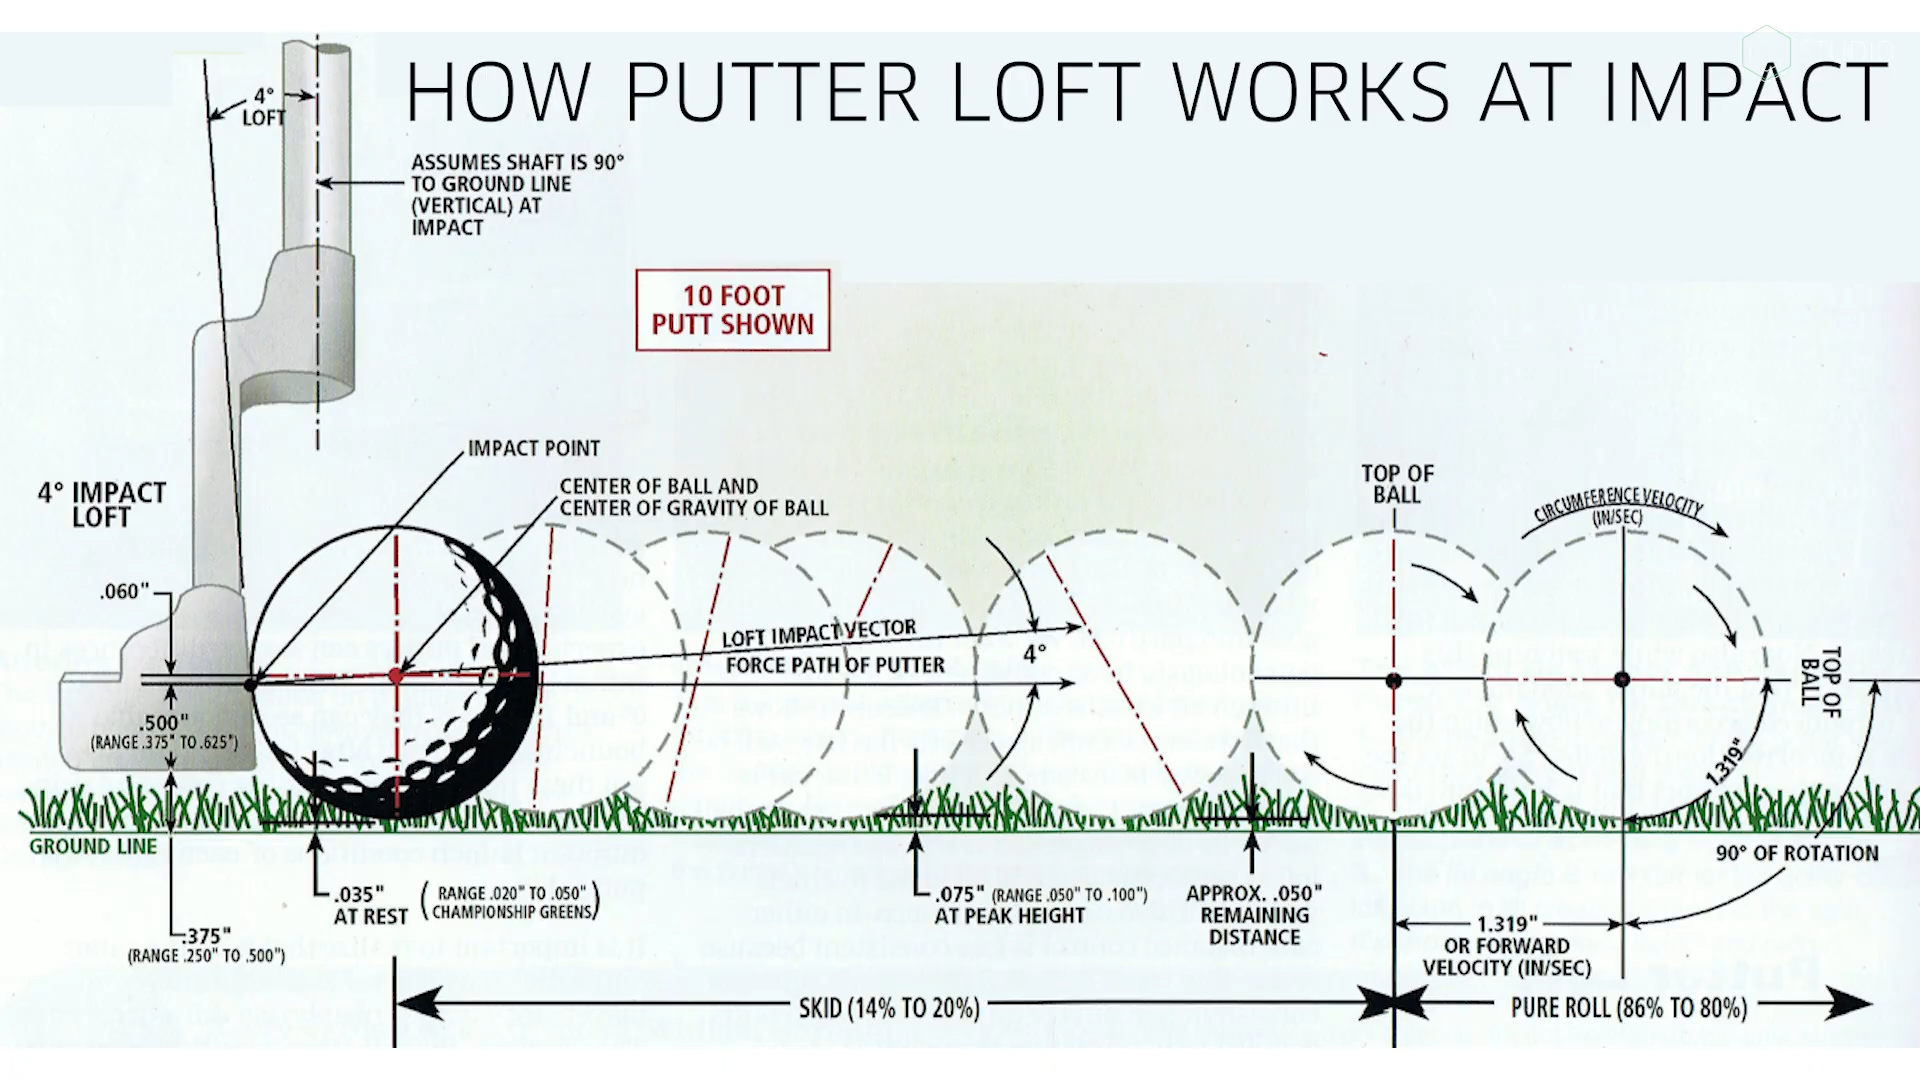 HOW PUTTER LOFT WORKS AT IMPACT
4°
LOFT
ASSUMES SHAFT IS 90°
TO GROUND LINE
(VERTICAL) AT
IMPACT
10 FOOT
PUTT SHOWN
IMPACT POINT
CENTER OF BALL AND
CENTER OF GRAVITY OF BALL
4° IMPACT
LOFT
TOP OF
BALL
CIRCUMFERENCE VELOCITY
(IN/SEC)
.060"
LOFT IMPACT VECTOR
FORCE PATH OF PUTTER
4°
TOP OF
BALL
.500"
(RANGE .375" TO .625")
1.319"
GROUND LINE
90° OF ROTATION
.035"
AT REST
(RANGE .020" TO .050"
CHAMPIONSHIP GREENS)
.075" (RANGE .050" TO .100")
AT PEAK HEIGHT
APPROX. .050"
REMAINING
DISTANCE
1.319"
OR FORWARD
VELOCITY (IN/SEC)
.375"
(RANGE .250" TO .500")
SKID (14% TO 20%)
PURE ROLL (86% TO 80%)